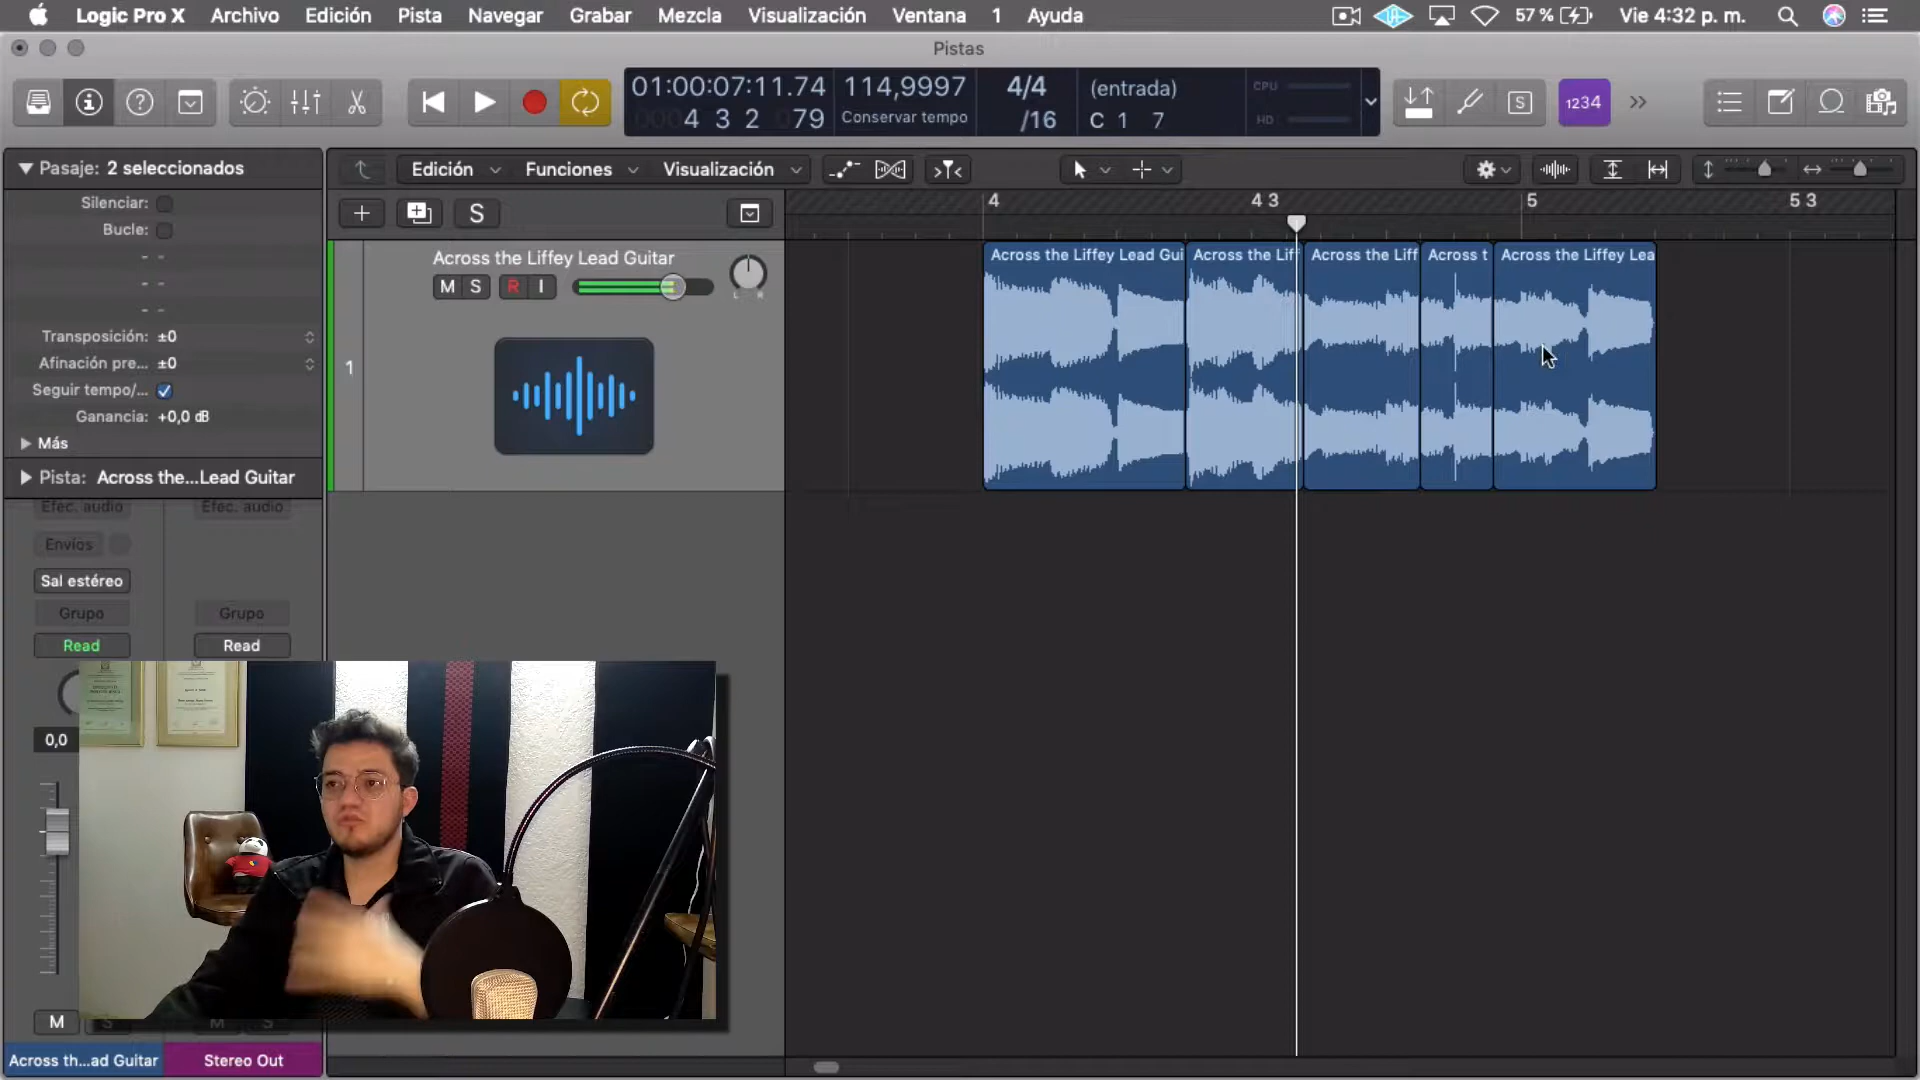 Logic Pro X Archivo Edición Pista Navegar Grabar Mezcla Visualización Ventana 1 Ayuda
57 % Vie 4:32 p. m.
Pistas
01:00:07:11.74 114,9997 4/4 (entrada) CPU
0004 3 2 079 Conservar tempo /16 C 1 7 HD
S 1234
Pasaje: 2 seleccionados
Silenciar:
Bucle:
- -
- -
- -
Transposición: ±0
Afinación pre... ±0
Seguir tempo/...
Ganancia: +0,0 dB
Más
Pista: Across the...Lead Guitar
Efec. audio Efec. audio
Envíos
Sal estéreo
Grupo Grupo
Read Read
0,0
M S M S
Across th...ad Guitar Stereo Out
Edición Funciones Visualización
S
4 4 3 5 5 3
1
Across the Liffey Lead Guitar
M S R I L R
Across the Liffey Lead Gui Across the Liff Across the Liff Across t Across the Liffey Lea